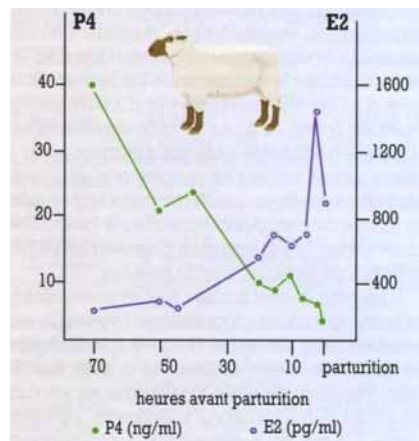 P4 E2
40
30
20
10
1600
1200
800
400
70 50 30 10 parturition
heures avant parturition
P4 (ng/ml) E2 (pg/ml)